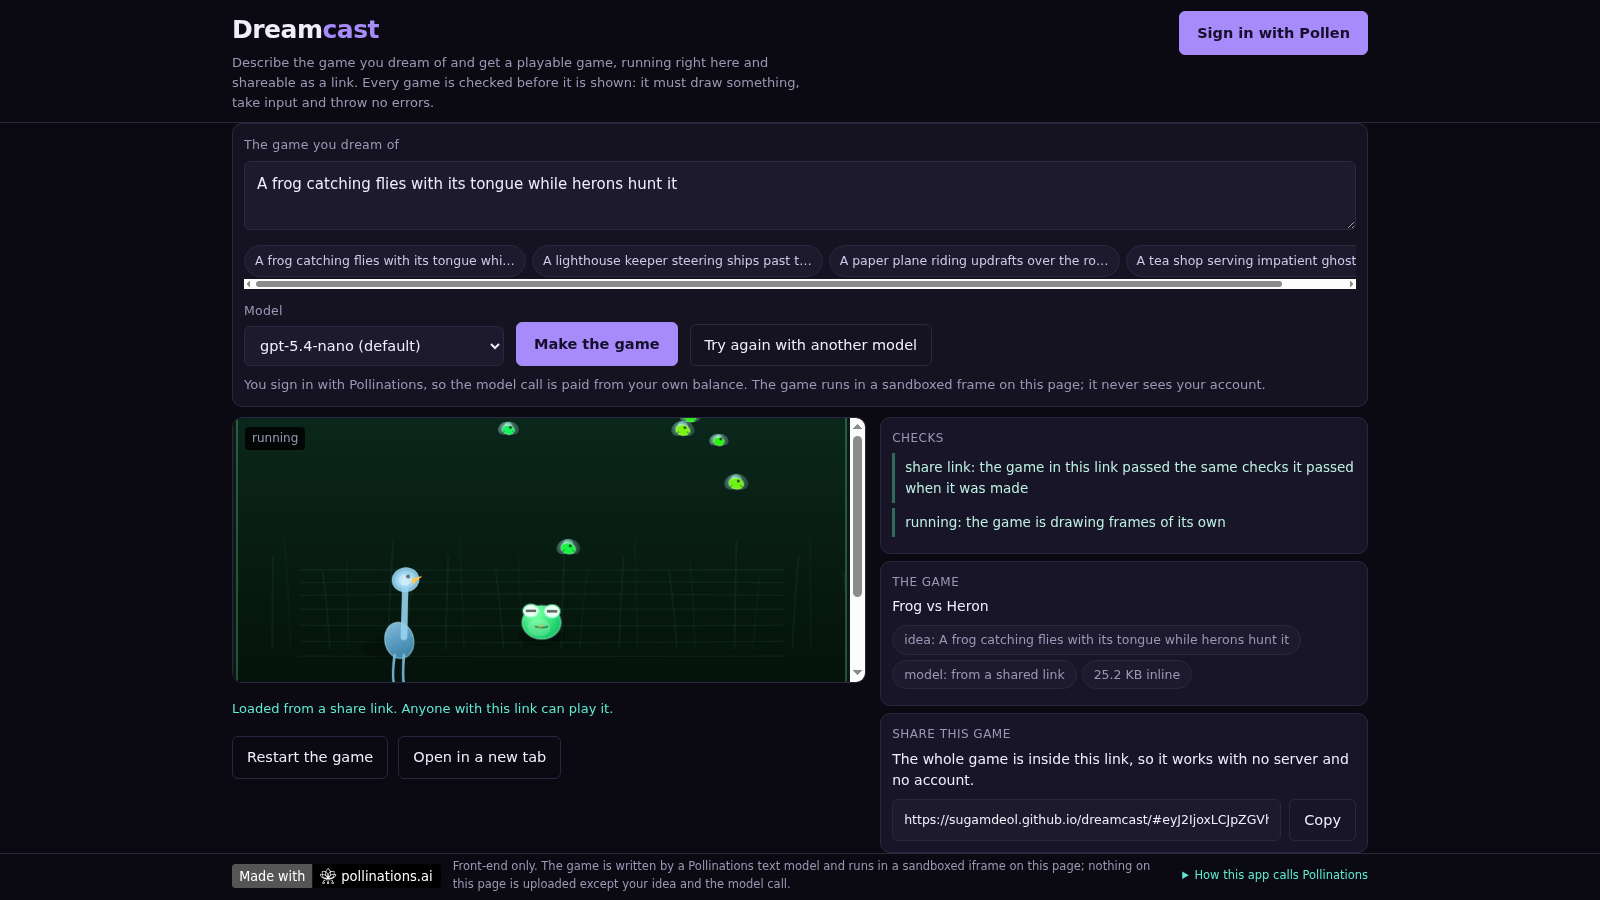 Dreamcast
Sign in with Pollen
Describe the game you dream of and get a playable game, running right here and
shareable as a link. Every game is checked before it is shown: it must draw something,
take input and throw no errors.
The game you dream of
A frog catching flies with its tongue while herons hunt it
A frog catching flies with its tongue whi...
A lighthouse keeper steering ships past t...
A paper plane riding updrafts over the ro...
A tea shop serving impatient ghost
Model
gpt-5.4-nano (default)
Make the game
Try again with another model
You sign in with Pollinations, so the model call is paid from your own balance. The game runs in a sandboxed frame on this page; it never sees your account.
running
Loaded from a share link. Anyone with this link can play it.
Restart the game
Open in a new tab
CHECKS
share link: the game in this link passed the same checks it passed
when it was made
running: the game is drawing frames of its own
THE GAME
Frog vs Heron
idea: A frog catching flies with its tongue while herons hunt it
model: from a shared link
25.2 KB inline
SHARE THIS GAME
The whole game is inside this link, so it works with no server and
no account.
https://sugamdeol.github.io/dreamcast/#eyJ2IjoxLCJpZGVh
Copy
Made with pollinations.ai
Front-end only. The game is written by a Pollinations text model and runs in a sandboxed iframe on this page; nothing on
this page is uploaded except your idea and the model call.
How this app calls Pollinations